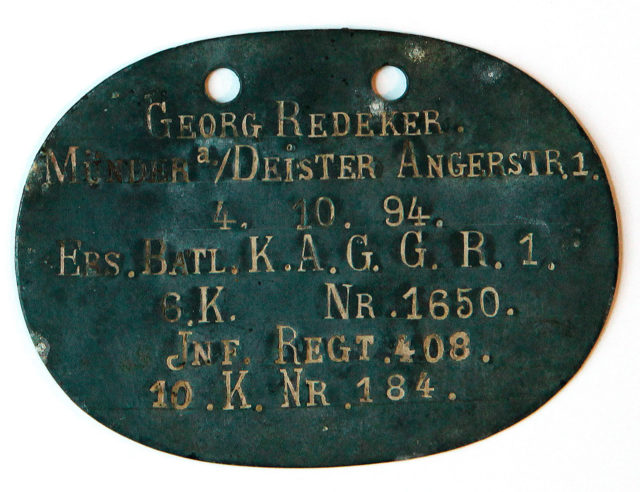 GEORG REDEKER.
MÜNDER a./DEISTER ANGERSTR.1.
4. 10. 94.
ERS. BATL. K. A. G. G. R. 1.
6. K. NR. 1650.
JNF. REGT. 408.
10. K. NR. 184.